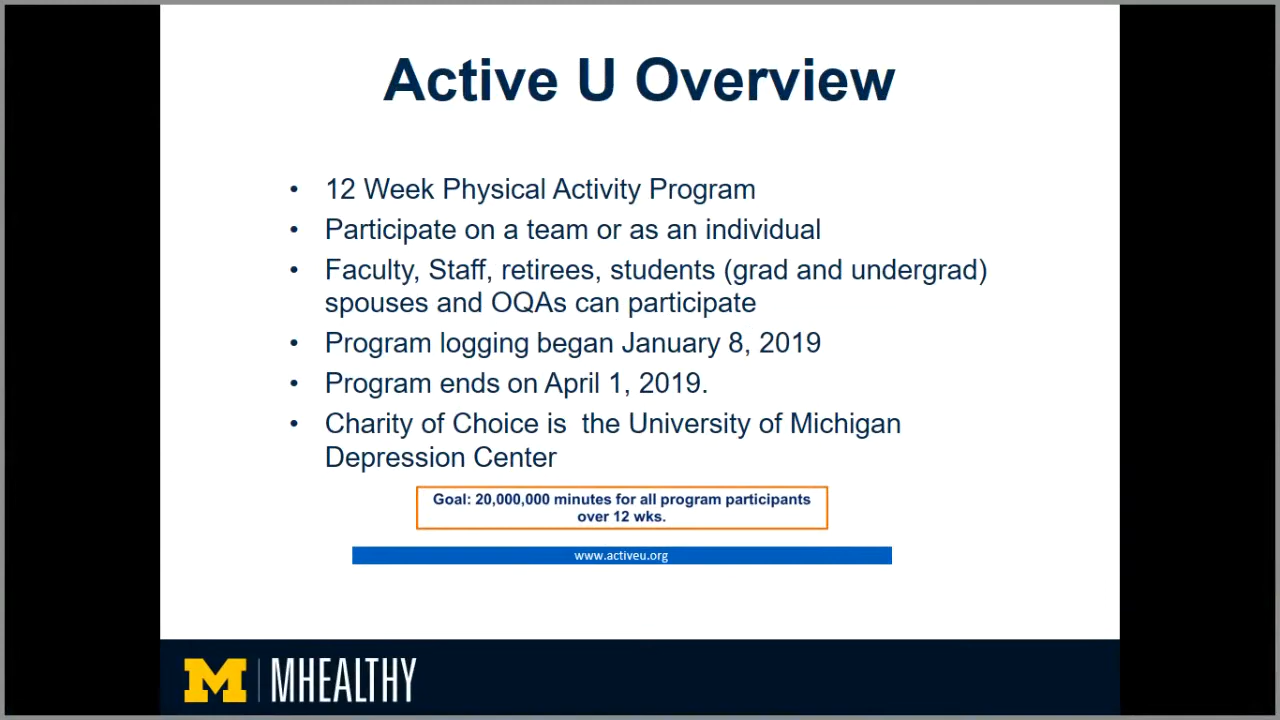 Active U Overview
• 12 Week Physical Activity Program
• Participate on a team or as an individual
• Faculty, Staff, retirees, students (grad and undergrad)
spouses and OQAs can participate
• Program logging began January 8, 2019
• Program ends on April 1, 2019.
• Charity of Choice is  the University of Michigan
Depression Center
Goal: 20,000,000 minutes for all program participants
over 12 wks.
www.activeu.org
M | MHEALTHY